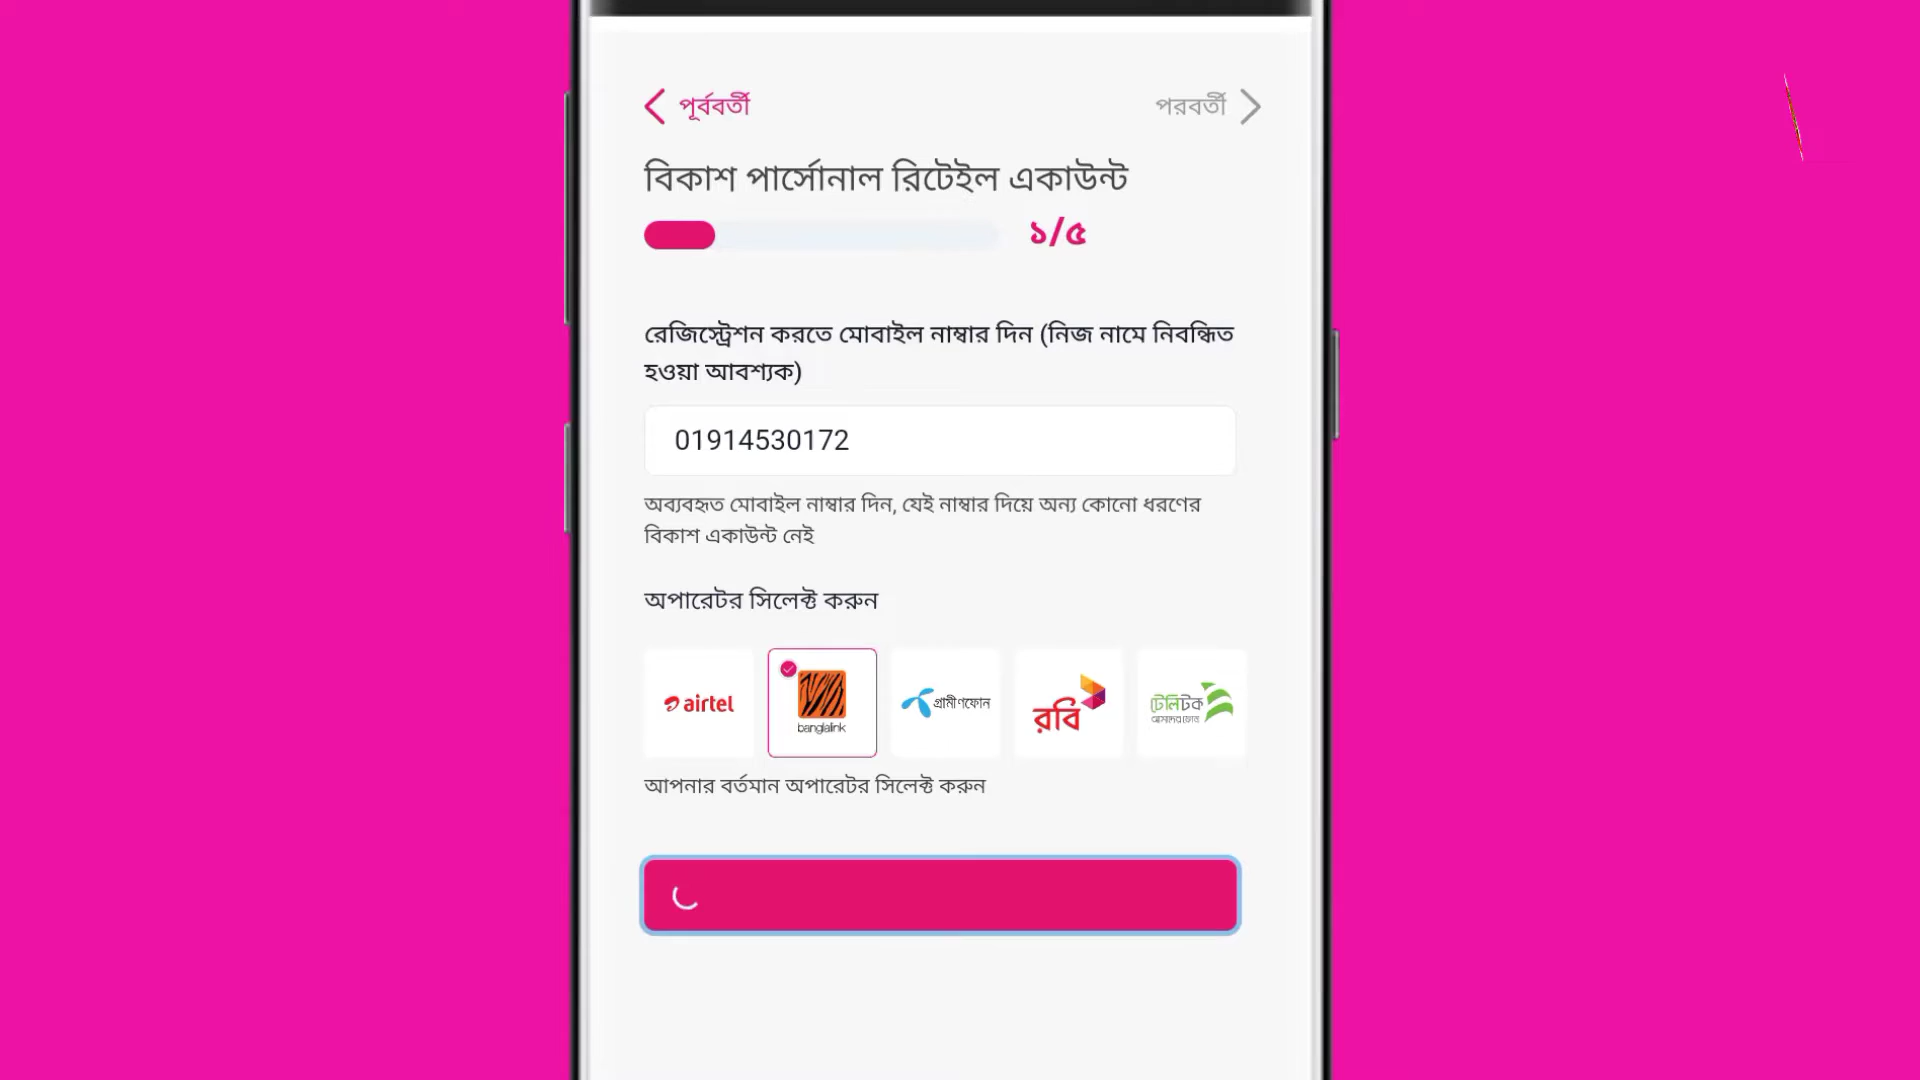 পূর্ববর্তী
পরবর্তী
বিকাশ পার্সোনাল রিটেইল একাউন্ট
১/৫
রেজিস্ট্রেশন করতে মোবাইল নাম্বার দিন (নিজ নামে নিবন্ধিত
হওয়া আবশ্যক)
01914530172
অব্যবহৃত মোবাইল নাম্বার দিন, যেই নাম্বার দিয়ে অন্য কোনো ধরণের
বিকাশ একাউন্ট নেই
অপারেটর সিলেক্ট করুন
airtel
banglalink
গ্রামীণফোন
রবি
টেলিটক
আমাদের ফোন
আপনার বর্তমান অপারেটর সিলেক্ট করুন